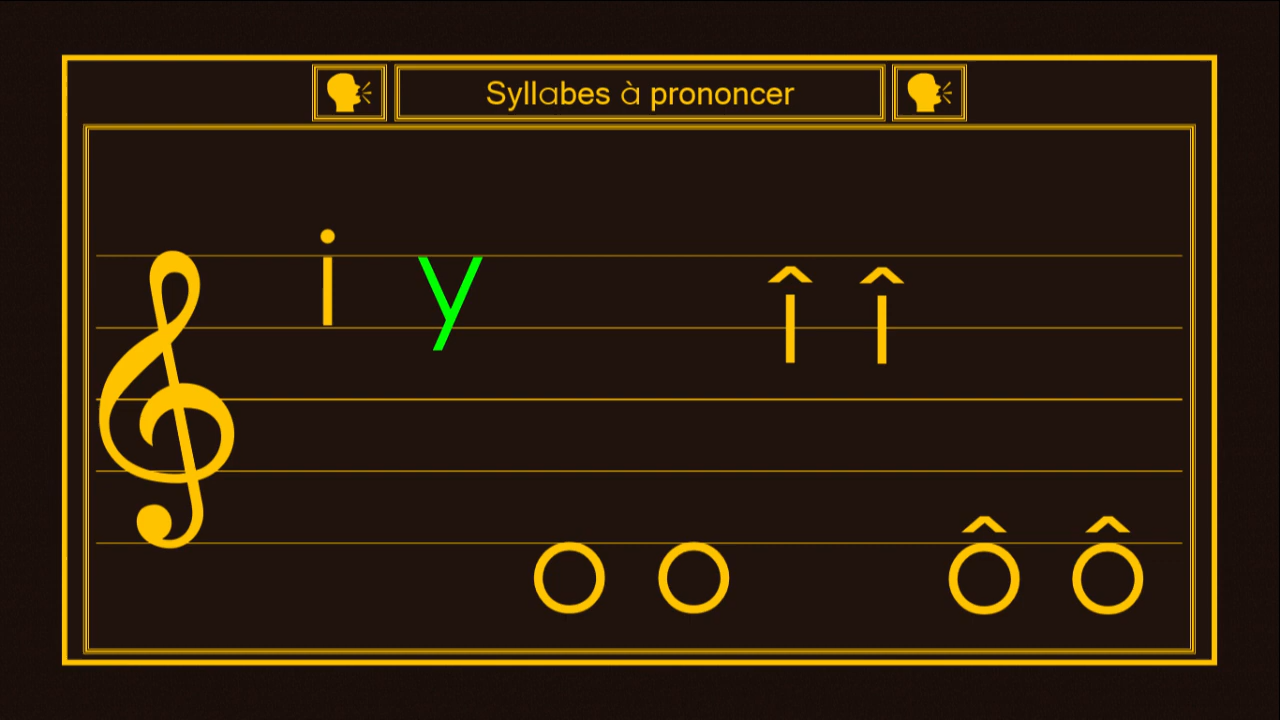 Syllabes à prononcer
i y o o î î ô ô